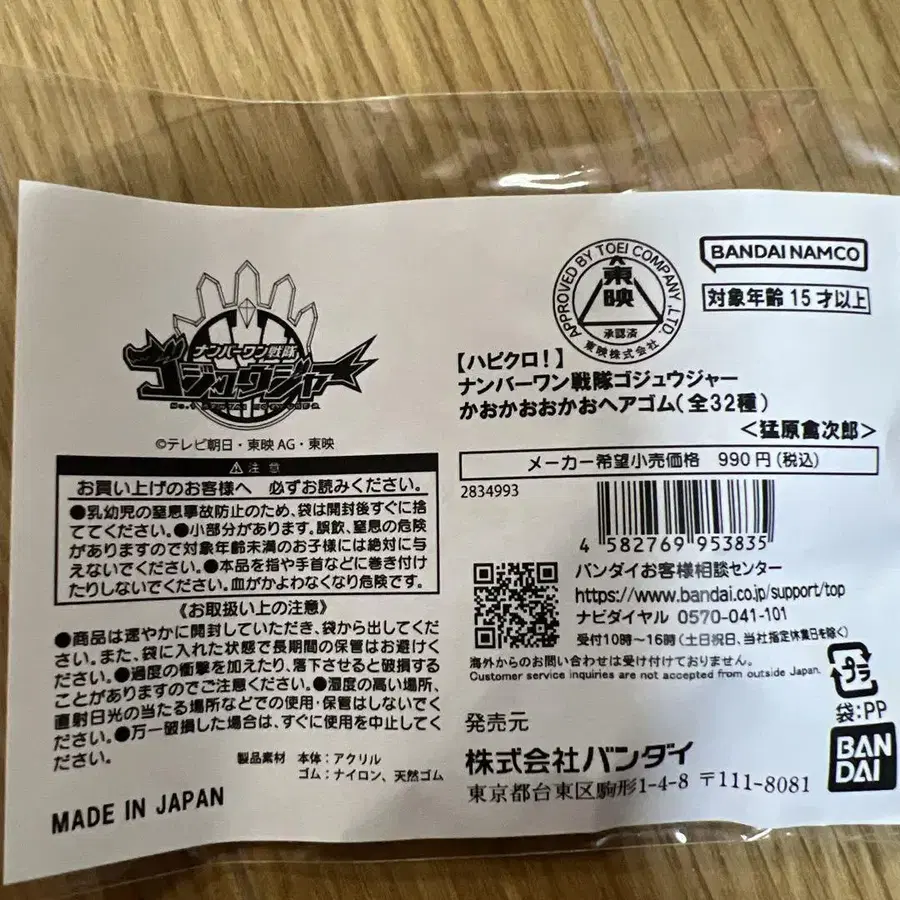 ナンバーワン戦隊
ゴジュウジャー
©テレビ朝日・東映AG・東映
⚠注意
お買い上げのお客様へ 必ずお読みください。
●乳幼児の窒息事故防止のため、袋は開封後すぐに捨
ててください。●小部分があります。誤飲、窒息の危険
がありますので対象年齢未満のお子様には絶対に与
えないでください。●本品を指や手首などに巻き付け
たりしないでください。血がかよわなくなり危険です。
《お取扱い上の注意》
●商品は速やかに開封していただき、袋から出してくだ
さい。また、袋に入れた状態で長期間の保管はお避けく
ださい。●過度の衝撃を加えたり、落下させると破損する
ことがありますのでご注意ください。●湿度の高い場所、
直射日光の当たる場所などでの使用・保管はしないでく
ださい。●万一破損した場合は、すぐに使用を中止してく
ださい。
製品素材 本体：アクリル
ゴム：ナイロン、天然ゴム
MADE IN JAPAN
APPROVED BY TOEI COMPANY,LTD.
東映
承認済
東映株式会社
BANDAI NAMCO
対象年齢15才以上
【ハピクロ！】
ナンバーワン戦隊ゴジュウジャー
かおかおおかおヘアゴム（全32種）
＜猛原禽次郎＞
メーカー希望小売価格 990円（税込）
2834993
4 582769 953835
バンダイお客様相談センター
https://www.bandai.co.jp/support/top
ナビダイヤル 0570-041-101
受付10時～16時（土日祝日、当社指定休業日を除く）
海外からのお問い合わせは受け付けておりません。
Customer service inquiries are not accepted from outside Japan.
プラ
袋：PP
発売元
株式会社バンダイ
東京都台東区駒形1-4-8 〒111-8081
BAN
DAI